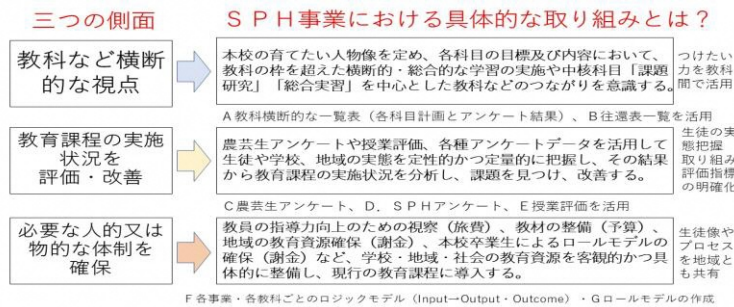 三つの側面
ＳＰＨ事業における具体的な取り組みとは？
教科など横断
的な視点
本校の育てたい人物像を定め、各科目の目標及び内容において、
教科の枠を超えた横断的・総合的な学習の実施や中核科目「課題
研究」「総合実習」を中心とした教科などのつながりを意識する。
つけたい
力を教科
間で活用
Ａ教科横断的な一覧表（各科目計画とアンケート結果）、Ｂ往還表一覧を活用
教育課程の実施
状況を
評価・改善
農芸生アンケートや授業評価、各種アンケートデータを活用して
生徒や学校、地域の実態を定性的かつ定量的に把握し、その結果
から教育課程の実施状況を分析し、課題を見つけ、改善する。
生徒の実
態把握
取り組み
評価指標
の明確化
Ｃ農芸生アンケート、Ｄ．ＳＰＨアンケート、Ｅ授業評価を活用
必要な人的又は
物的な体制を
確保
教員の指導力向上のための視察（旅費）、教材の整備（予算）、
地域の教育資源確保（謝金）、本校卒業生によるロールモデルの
確保（謝金）など、学校・地域・社会の教育資源を客観的かつ具
体的に整備し、現行の教育課程に導入する。
生徒像や
プロセス
を地域と
も共有
Ｆ各事業・各教科ごとのロジックモデル（Input→Output・Outcome）・Ｇロールモデルの作成